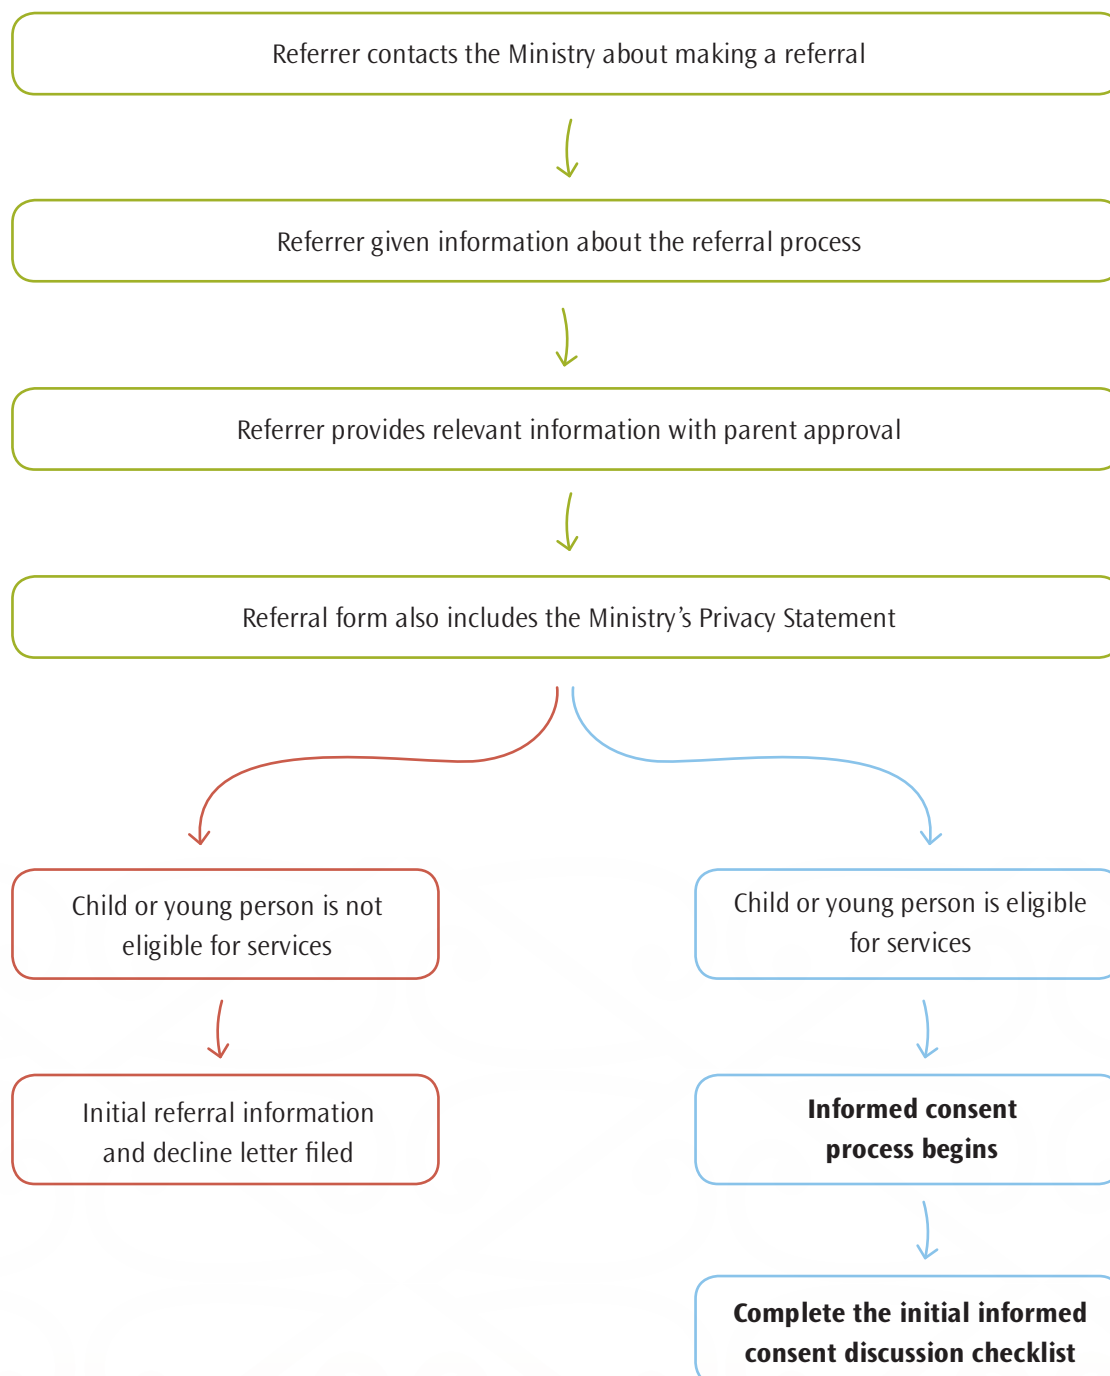 Referrer contacts the Ministry about making a referral
Referrer given information about the referral process
Referrer provides relevant information with parent approval
Referral form also includes the Ministry’s Privacy Statement
Child or young person is not
eligible for services
Child or young person is eligible
for services
Initial referral information
and decline letter filed
Informed consent
process begins
Complete the initial informed
consent discussion checklist